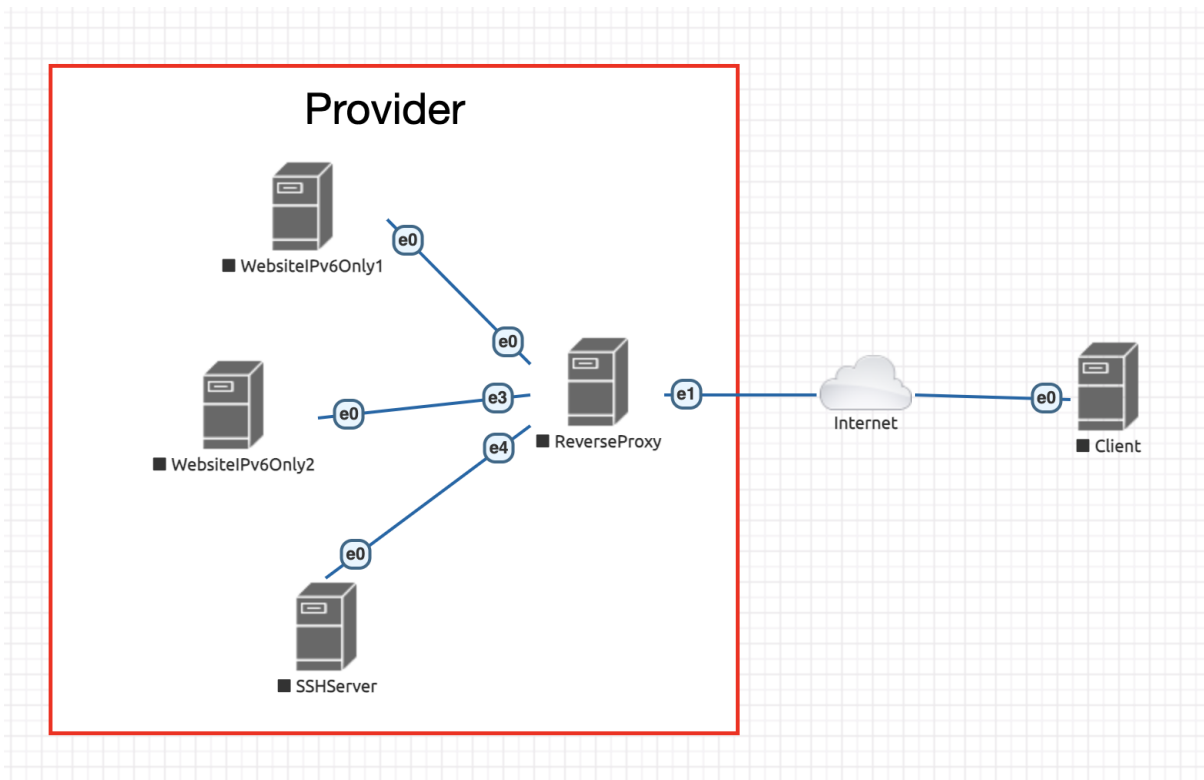 Provider
e0
WebsiteIPv6Only1
e0
e3
e0
WebsiteIPv6Only2
e4
ReverseProxy
e1
Internet
e0
Client
e0
SSHServer